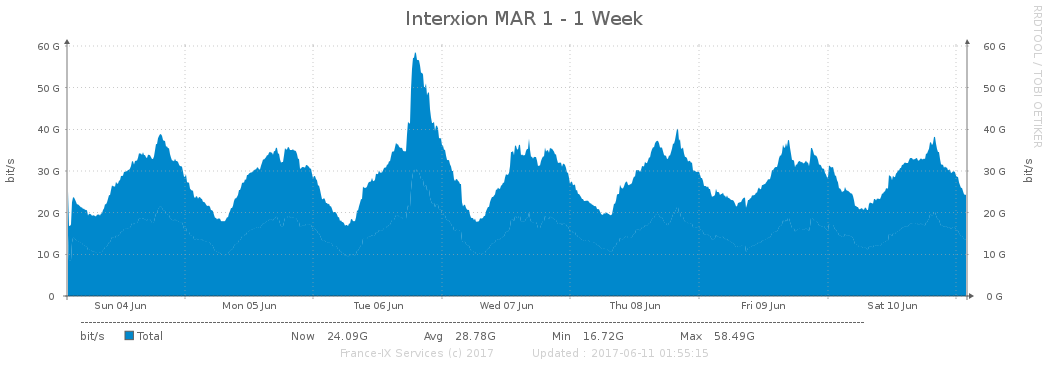 Interxion MAR 1 - 1 Week
RRDTOOL / TOBI OETIKER
bit/s
60 G
50 G
40 G
30 G
20 G
10 G
0
60 G
50 G
40 G
30 G
20 G
10 G
0 G
bit/s
Sun 04 Jun Mon 05 Jun Tue 06 Jun Wed 07 Jun Thu 08 Jun Fri 09 Jun Sat 10 Jun
bit/s Total Now 24.09G Avg 28.78G Min 16.72G Max 58.49G
France-IX Services (c) 2017 Updated : 2017-06-11 01:55:15